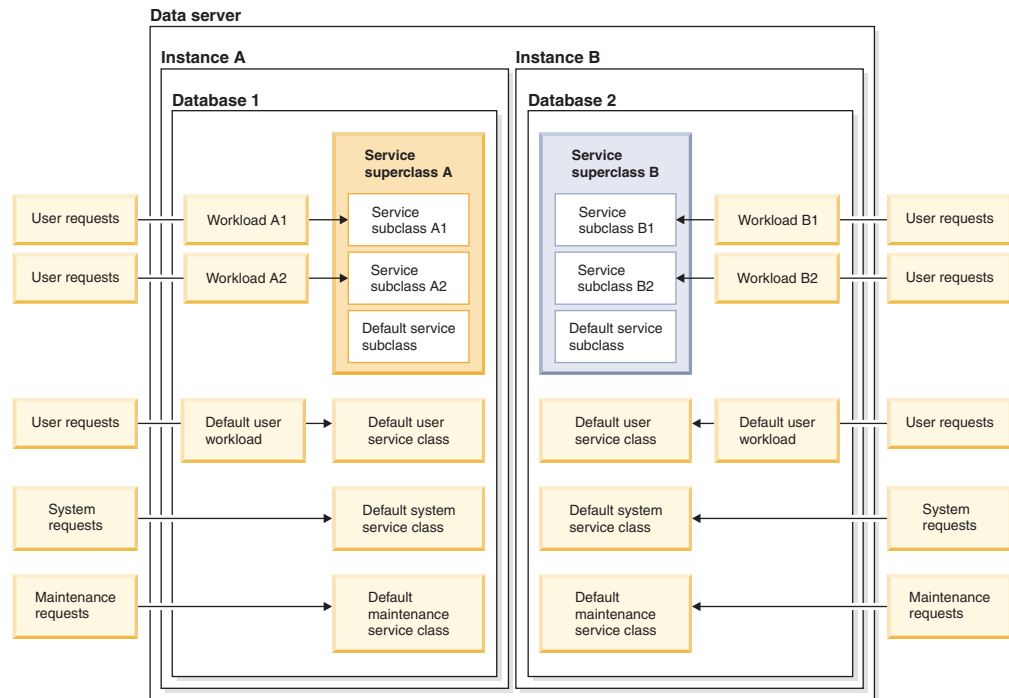 Data server
Instance A
Instance B
Database 1
Database 2
Service
superclass A
Service
superclass B
User requests
Workload A1
Service
subclass A1
Service
subclass B1
Workload B1
User requests
User requests
Workload A2
Service
subclass A2
Service
subclass B2
Workload B2
User requests
Default service
subclass
Default service
subclass
User requests
Default user
workload
Default user
service class
Default user
service class
Default user
workload
User requests
System
requests
Default system
service class
Default system
service class
System
requests
Maintenance
requests
Default
maintenance
service class
Default
maintenance
service class
Maintenance
requests